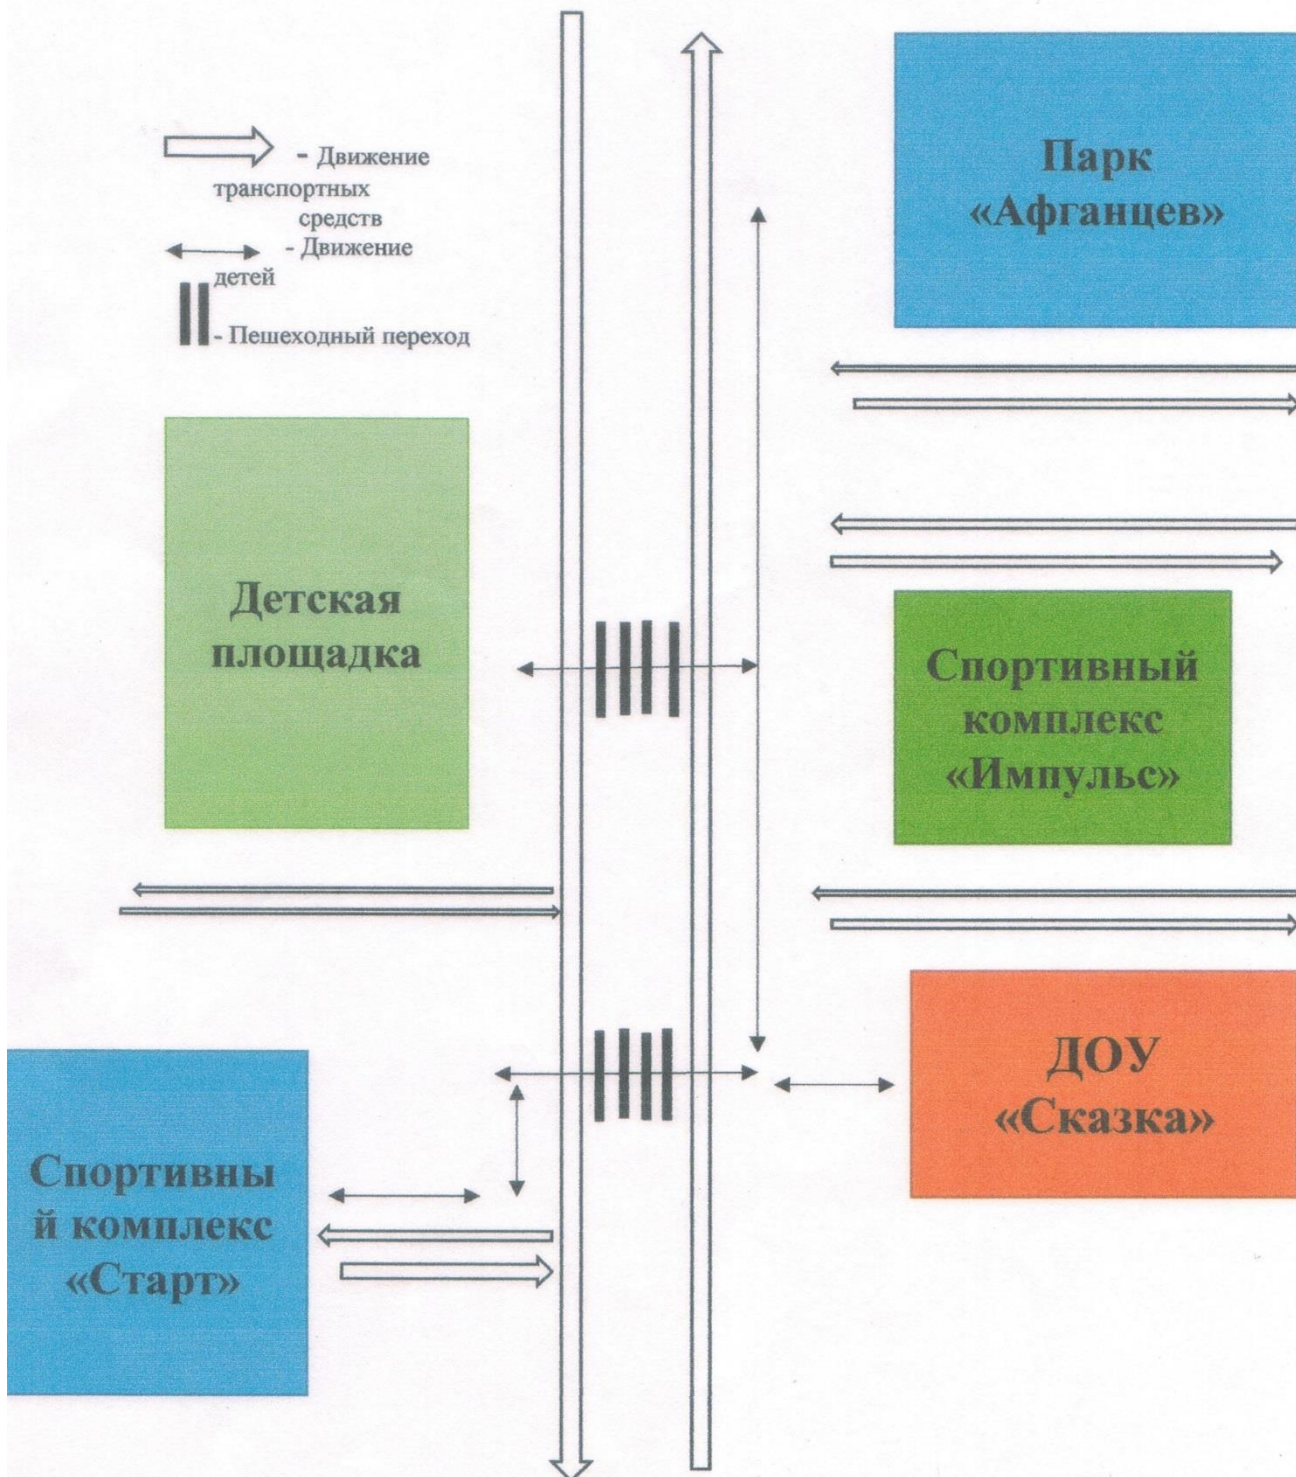 - Движение
транспортных
средств
- Движение
детей
- Пешеходный переход
Парк
«Афганцев»
Детская
площадка
Спортивный
комплекс
«Импульс»
ДОУ
«Сказка»
Спортивны
й комплекс
«Старт»